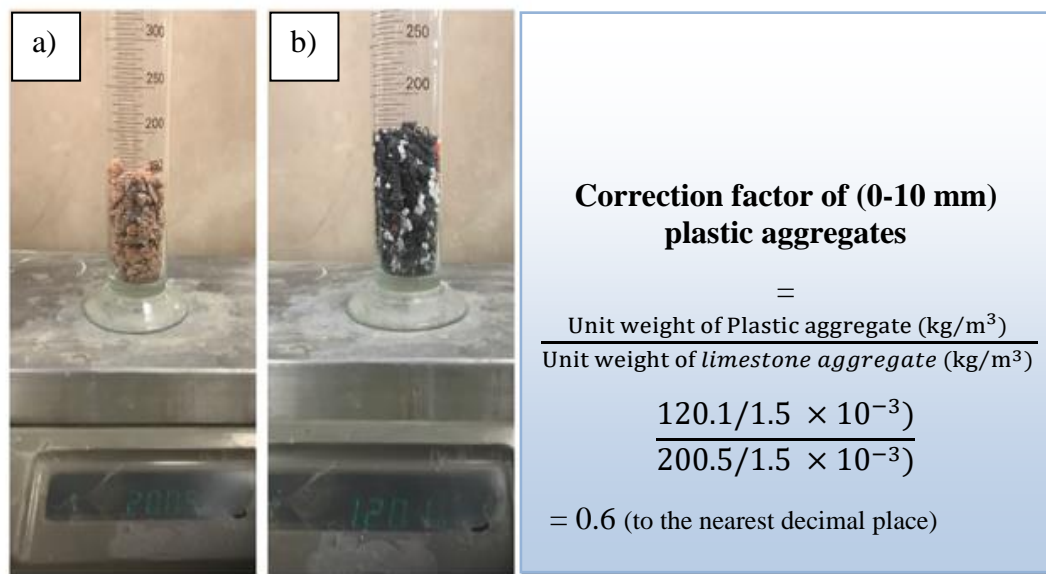 a)
300
250
200
150
b)
250
200
Correction factor of (0-10 mm)
plastic aggregates
=
Unit weight of Plastic aggregate (kg/m³)
Unit weight of limestone aggregate (kg/m³)
120.1/1.5 × 10⁻³)
200.5/1.5 × 10⁻³)
= 0.6 (to the nearest decimal place)